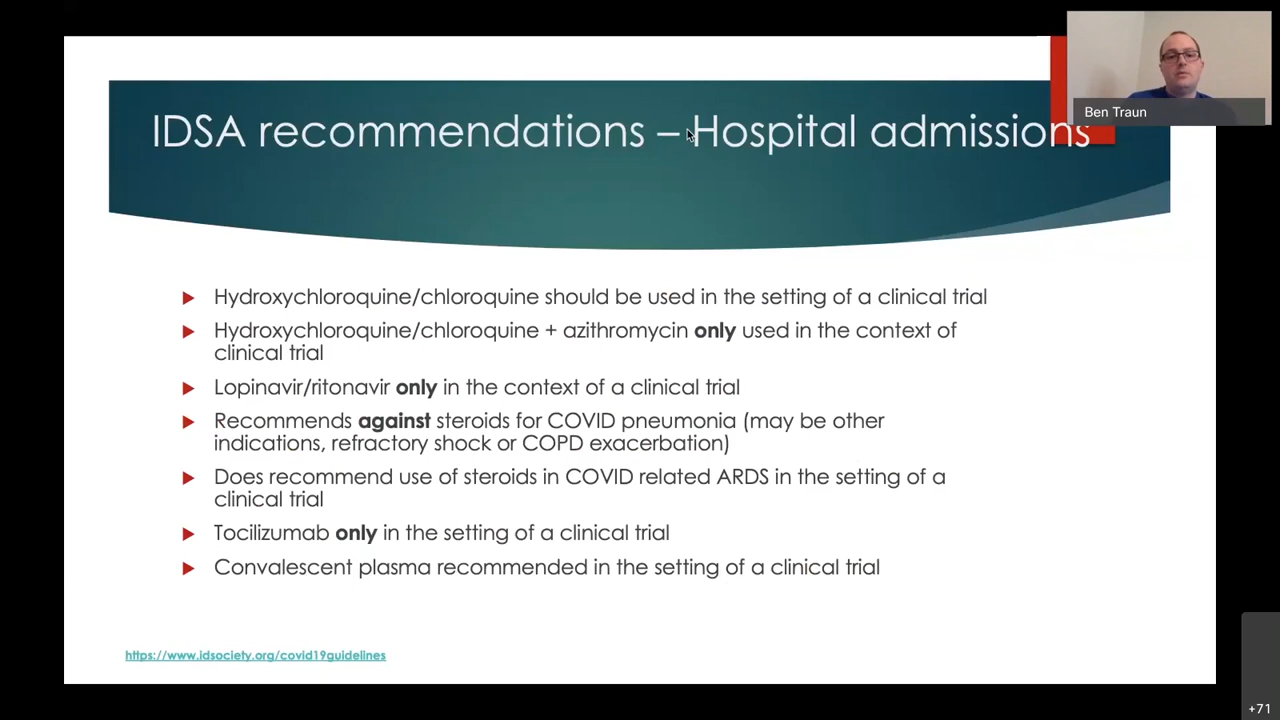 IDSA recommendations – Hospital admissions
Ben Traun
Hydroxychloroquine/chloroquine should be used in the setting of a clinical trial
Hydroxychloroquine/chloroquine + azithromycin only used in the context of
clinical trial
Lopinavir/ritonavir only in the context of a clinical trial
Recommends against steroids for COVID pneumonia (may be other
indications, refractory shock or COPD exacerbation)
Does recommend use of steroids in COVID related ARDS in the setting of a
clinical trial
Tocilizumab only in the setting of a clinical trial
Convalescent plasma recommended in the setting of a clinical trial
https://www.idsociety.org/covid19guidelines
+71